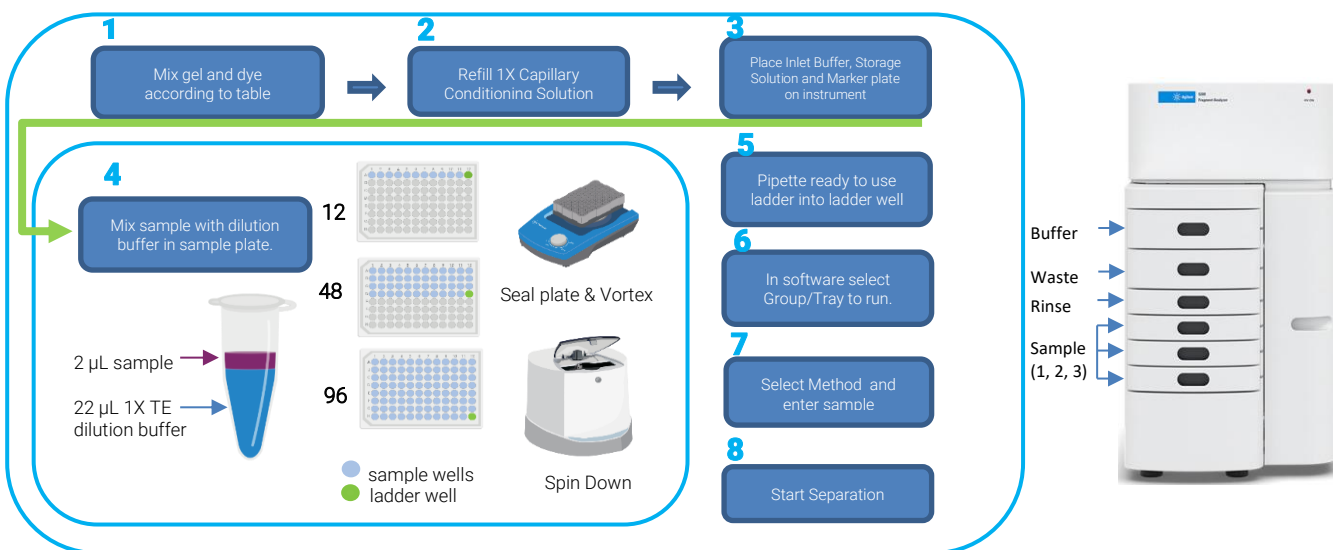 1
Mix gel and dye
according to table
2
Refill 1X Capillary
Conditioning Solution
3
Place Inlet Buffer, Storage
Solution and Marker plate
on instrument
4
Mix sample with dilution
buffer in sample plate.
2 µL sample
22 µL 1X TE
dilution buffer
12
48
96
sample wells
ladder well
Seal plate & Vortex
Spin Down
5
Pipette ready to use
ladder into ladder well
6
In software select
Group/Tray to run.
7
Select Method and
enter sample
8
Start Separation
Buffer
Waste
Rinse
Sample
(1, 2, 3)
Agilent
Fragment Analyzer